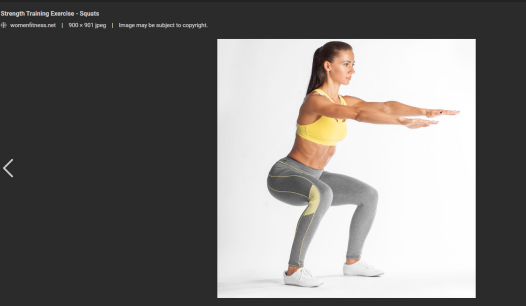 Strength Training Exercise - Squats
womenfitness.net | 900 × 901 jpeg | Image may be subject to copyright.